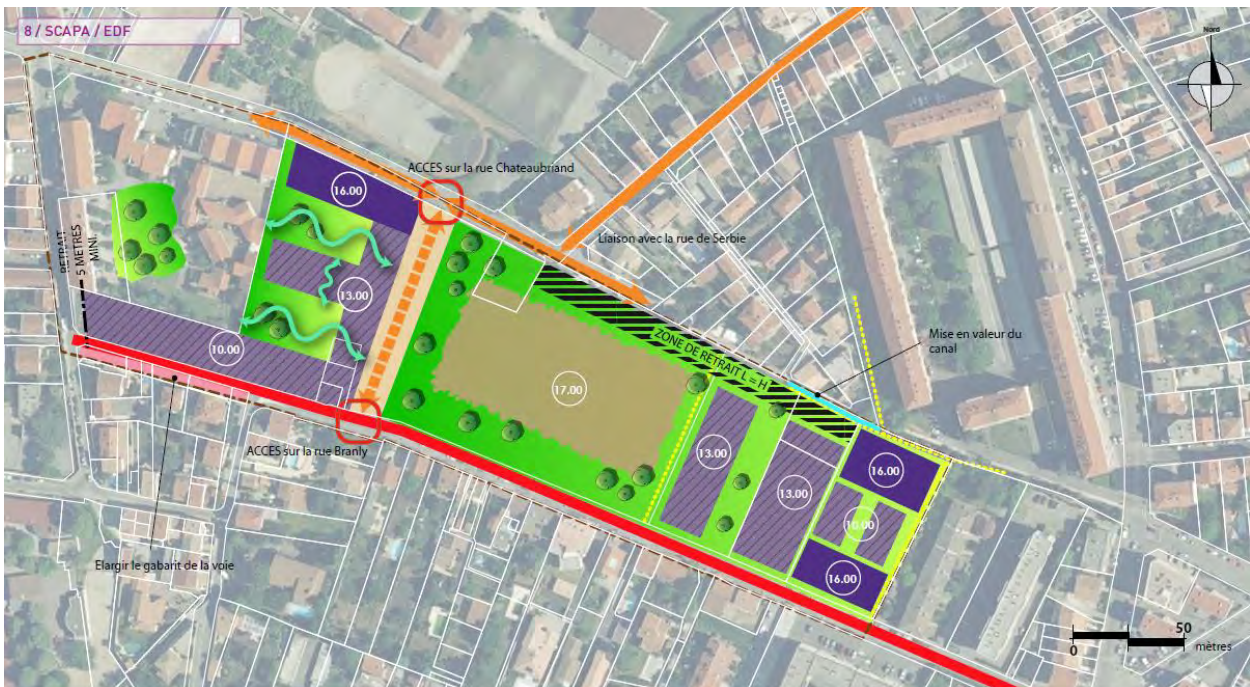 8 / SCAPA / EDF
Nord
ACCES sur la rue Chateaubriand
16.00
Liaison avec la rue de Serbie
RETRAIT
5 METRES
MINI.
13.00
10.00
ZONE DE RETRAIT L = H
Mise en valeur du
canal
17.00
ACCES sur la rue Branly
13.00
13.00
16.00
10.00
16.00
Elargir le gabarit de la voie
50
0
mètres